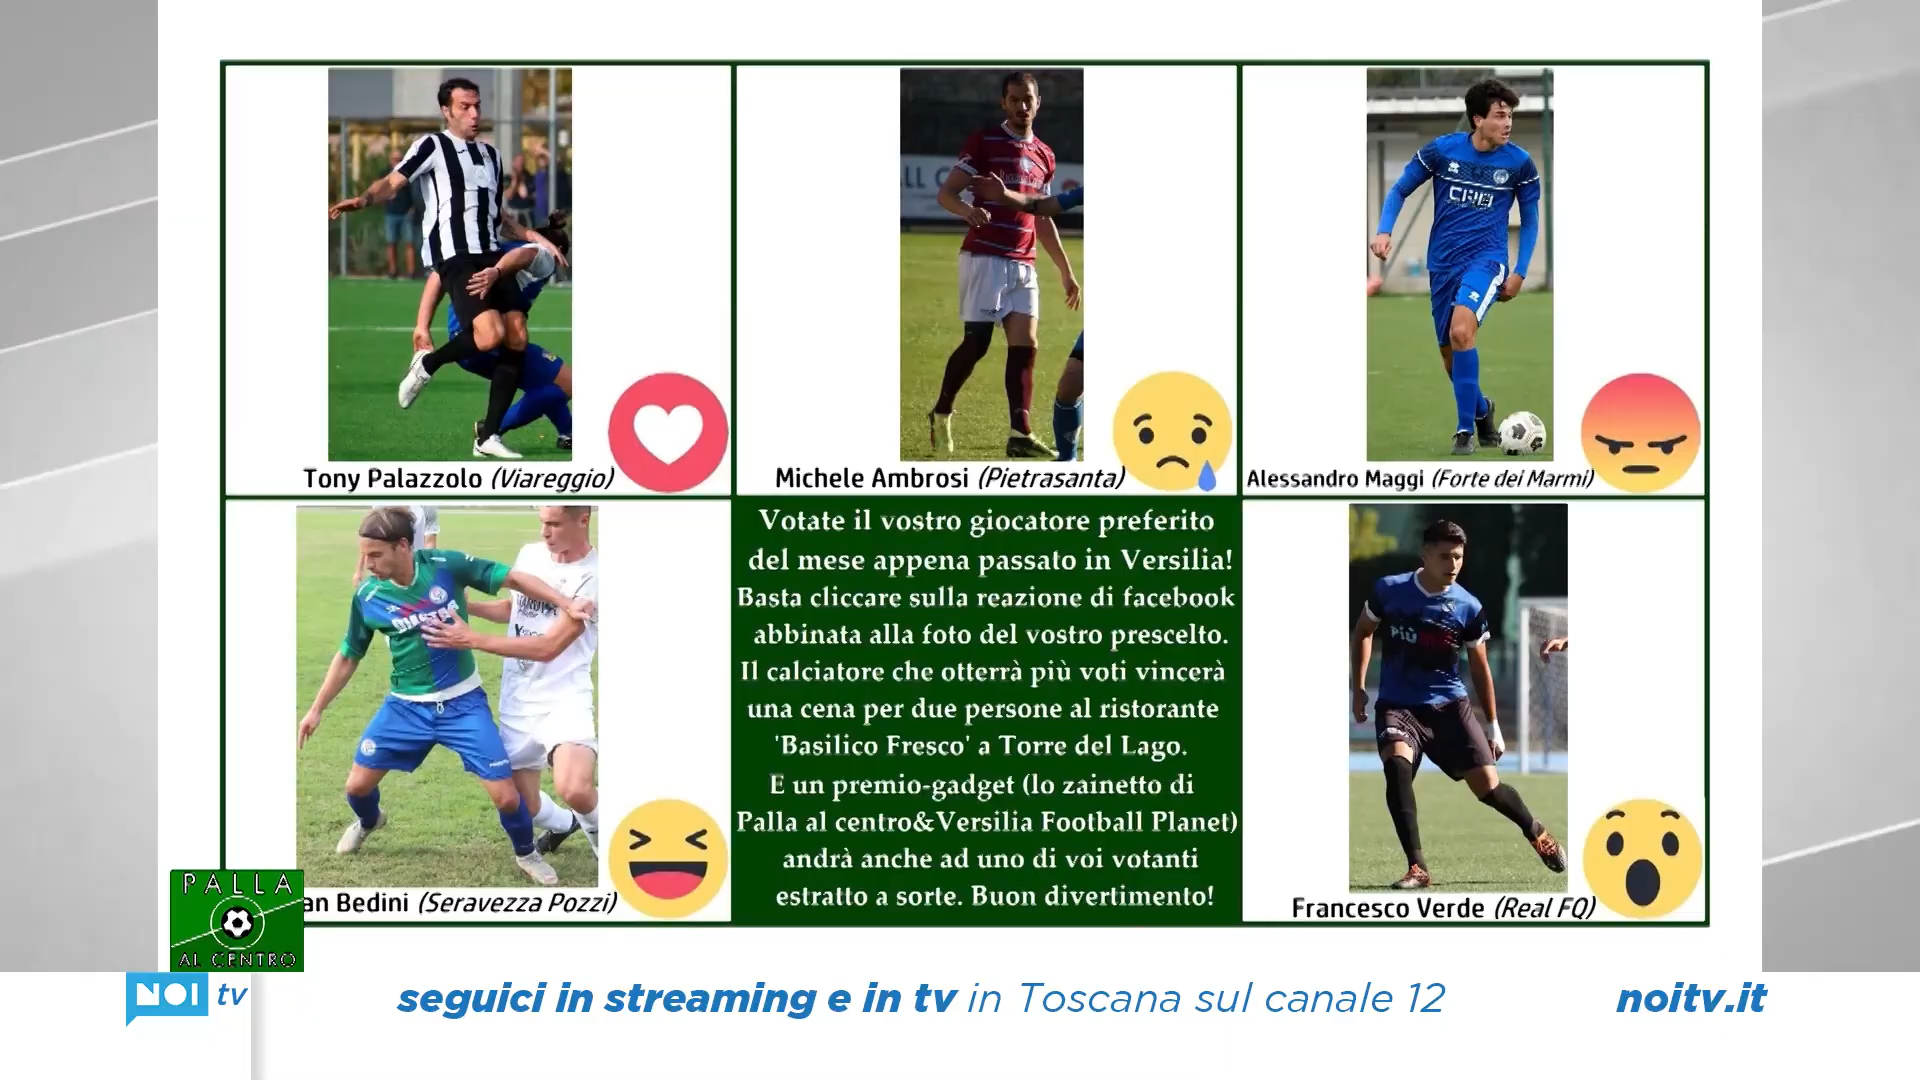 CAIO
LL C
Tony Palazzolo (Viareggio)
Michele Ambrosi (Pietrasanta)
Alessandro Maggi (Forte dei Marmi)
Votate il vostro giocatore preferito
del mese appena passato in Versilia!
Basta cliccare sulla reazione di facebook
abbinata alla foto del vostro prescelto.
Il calciatore che otterrà più voti vincerà
una cena per due persone al ristorante
'Basilico Fresco' a Torre del Lago.
E un premio-gadget (lo zainetto di
Palla al centro&Versilia Football Planet)
andrà anche ad uno di voi votanti
estratto a sorte. Buon divertimento!
più
an Bedini (Seravezza Pozzi)
Francesco Verde (Real FQ)
PALLA
AL CENTRO
NOI tv
seguici in streaming e in tv in Toscana sul canale 12
noitv.it